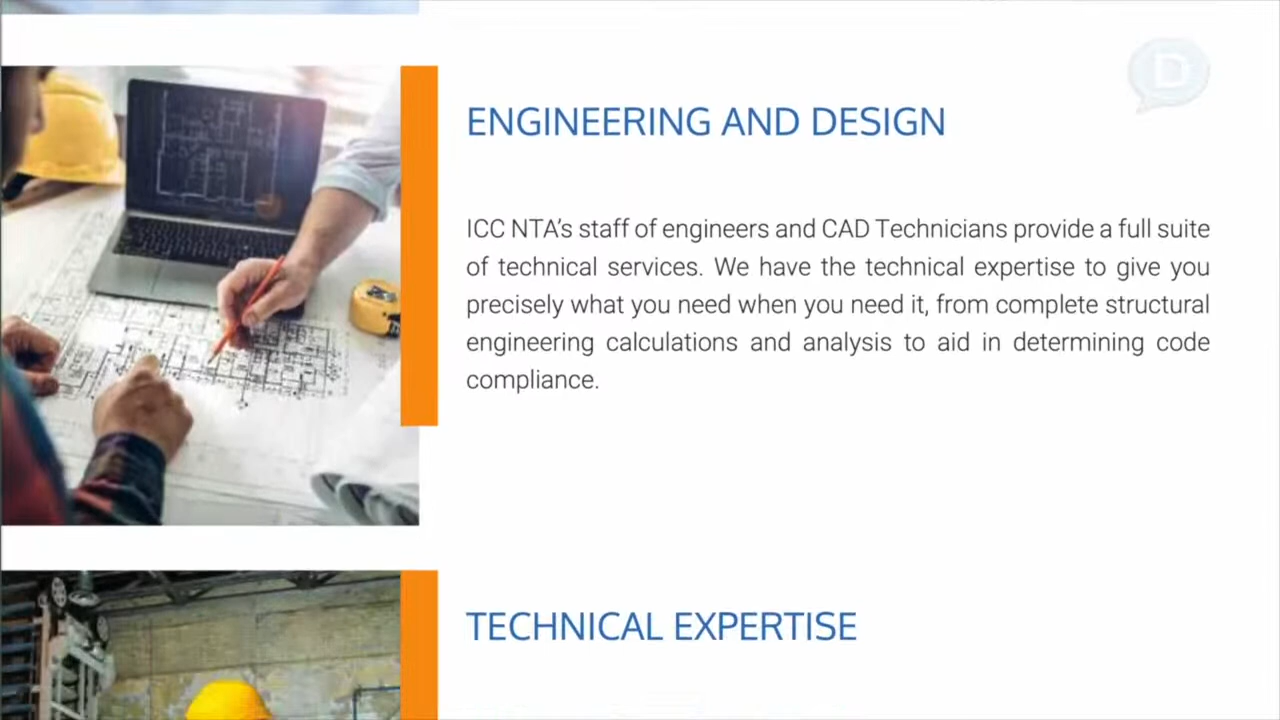 D
ENGINEERING AND DESIGN
ICC NTA’s staff of engineers and CAD Technicians provide a full suite
of technical services. We have the technical expertise to give you
precisely what you need when you need it, from complete structural
engineering calculations and analysis to aid in determining code
compliance.
TECHNICAL EXPERTISE